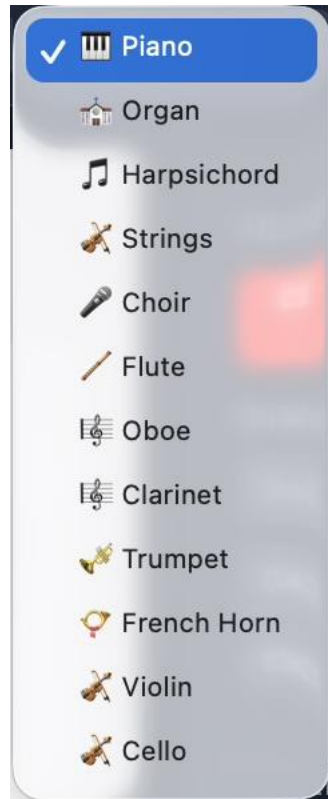 Piano
Organ
Harpsichord
Strings
Choir
Flute
Oboe
Clarinet
Trumpet
French Horn
Violin
Cello